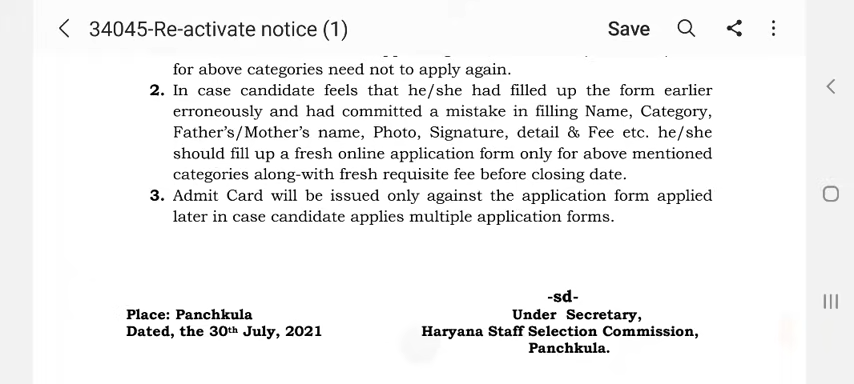 34045-Re-activate notice (1)
Save
for above categories need not to apply again.
2. In case candidate feels that he/she had filled up the form earlier
erroneously and had committed a mistake in filling Name, Category,
Father's/Mother's name, Photo, Signature, detail & Fee etc. he/she
should fill up a fresh online application form only for above mentioned
categories along-with fresh requisite fee before closing date.
3. Admit Card will be issued only against the application form applied
later in case candidate applies multiple application forms.
-sd-
Place: Panchkula Under Secretary,
Dated, the 30th July, 2021 Haryana Staff Selection Commission,
Panchkula.